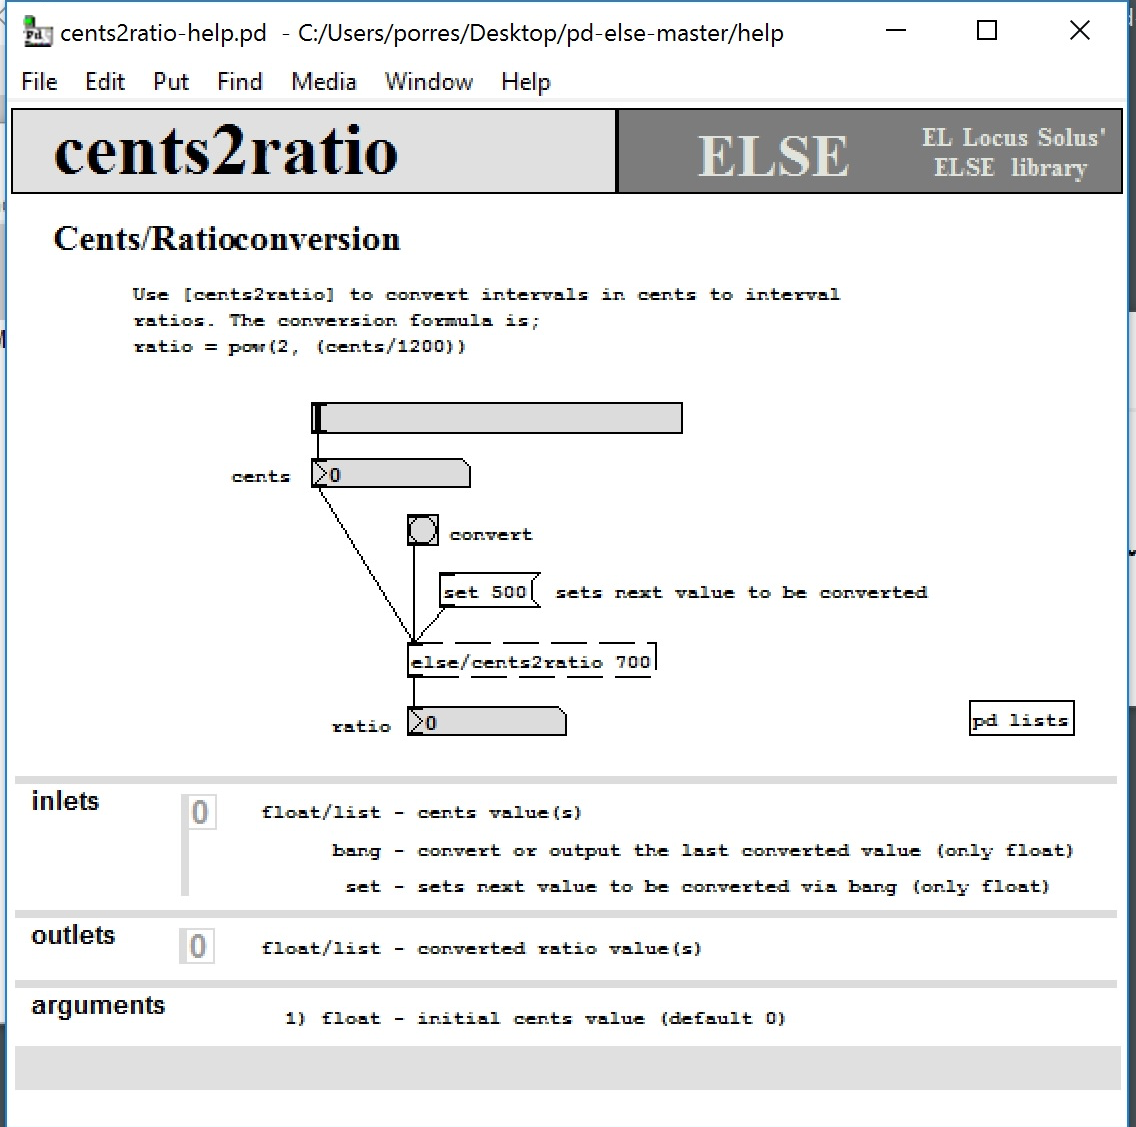 cents2ratio-help.pd - C:/Users/porres/Desktop/pd-else-master/help
File Edit Put Find Media Window Help
cents2ratio
ELSE
EL Locus Solus'
ELSE library
Cents/Ratioconversion
Use [cents2ratio] to convert intervals in cents to interval
ratios. The conversion formula is;
ratio = pow(2, (cents/1200))
cents
0
convert
set 500
sets next value to be converted
else/cents2ratio 700
ratio
0
pd lists
inlets
0
float/list - cents value(s)
bang - convert or output the last converted value (only float)
set - sets next value to be converted via bang (only float)
outlets
0
float/list - converted ratio value(s)
arguments
1) float - initial cents value (default 0)